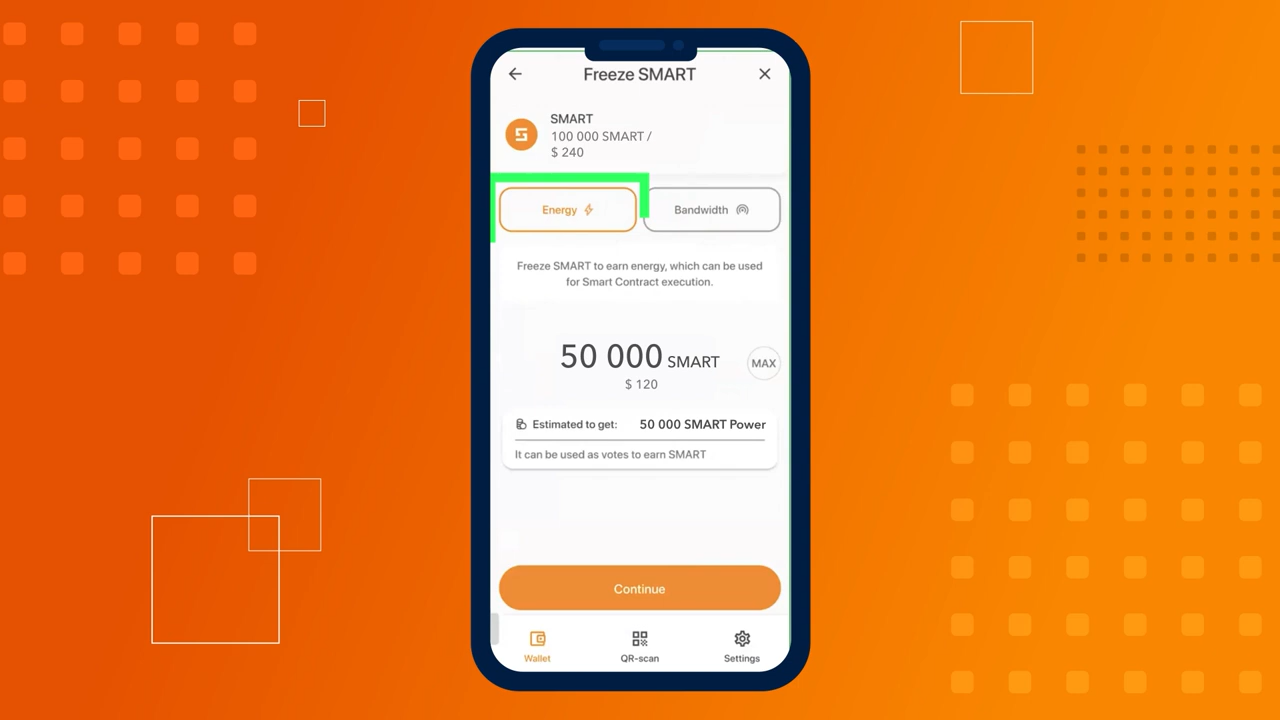 Freeze SMART
SMART
100 000 SMART /
$ 240
Energy
Bandwidth
Freeze SMART to earn energy, which can be used
for Smart Contract execution.
50 000 SMART
MAX
$ 120
Estimated to get: 50 000 SMART Power
It can be used as votes to earn SMART
Continue
Wallet
QR-scan
Settings